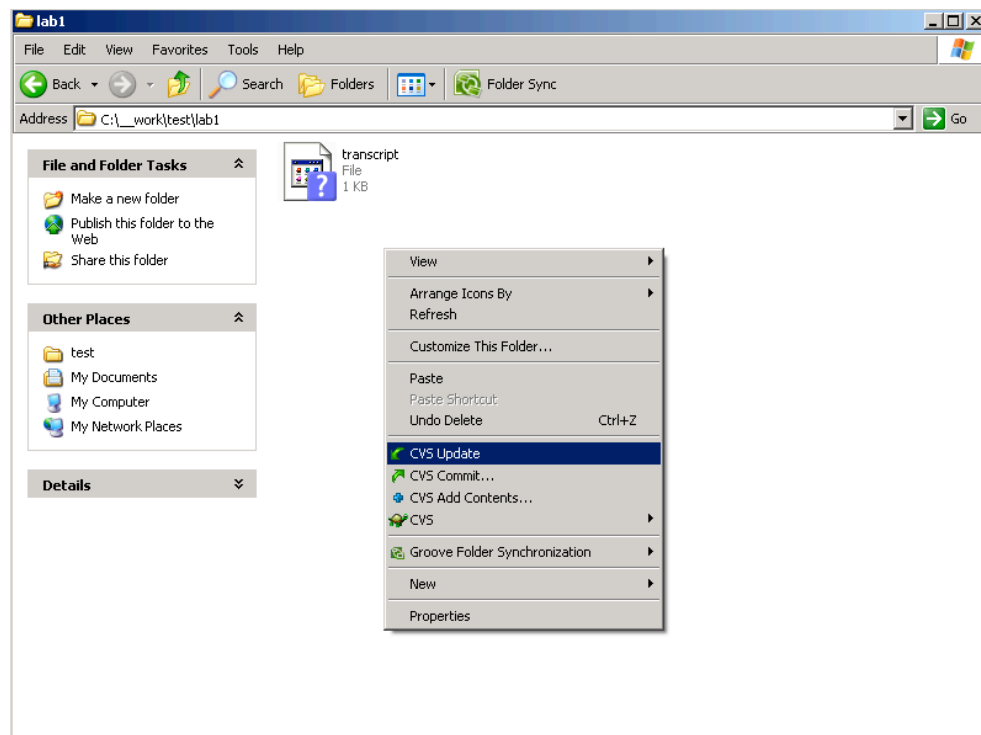 lab1
File Edit View Favorites Tools Help
Back Search Folders Folder Sync
Address C:\__work\test\lab1 Go
File and Folder Tasks
Make a new folder
Publish this folder to the
Web
Share this folder
Other Places
test
My Documents
My Computer
My Network Places
Details
transcript
File
1 KB
?
View
Arrange Icons By
Refresh
Customize This Folder...
Paste
Paste Shortcut
Undo Delete Ctrl+Z
CVS Update
CVS Commit...
CVS Add Contents...
CVS
Groove Folder Synchronization
New
Properties